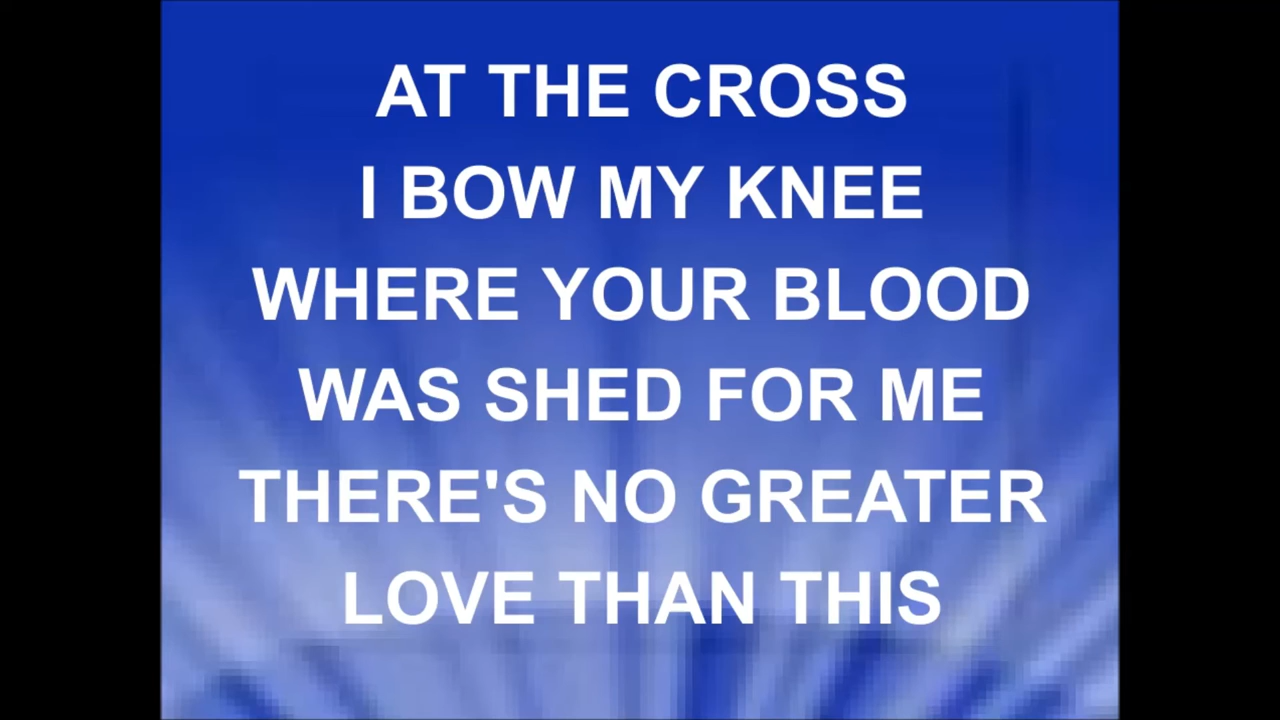 AT THE CROSS
I BOW MY KNEE
WHERE YOUR BLOOD
WAS SHED FOR ME
THERE'S NO GREATER
LOVE THAN THIS